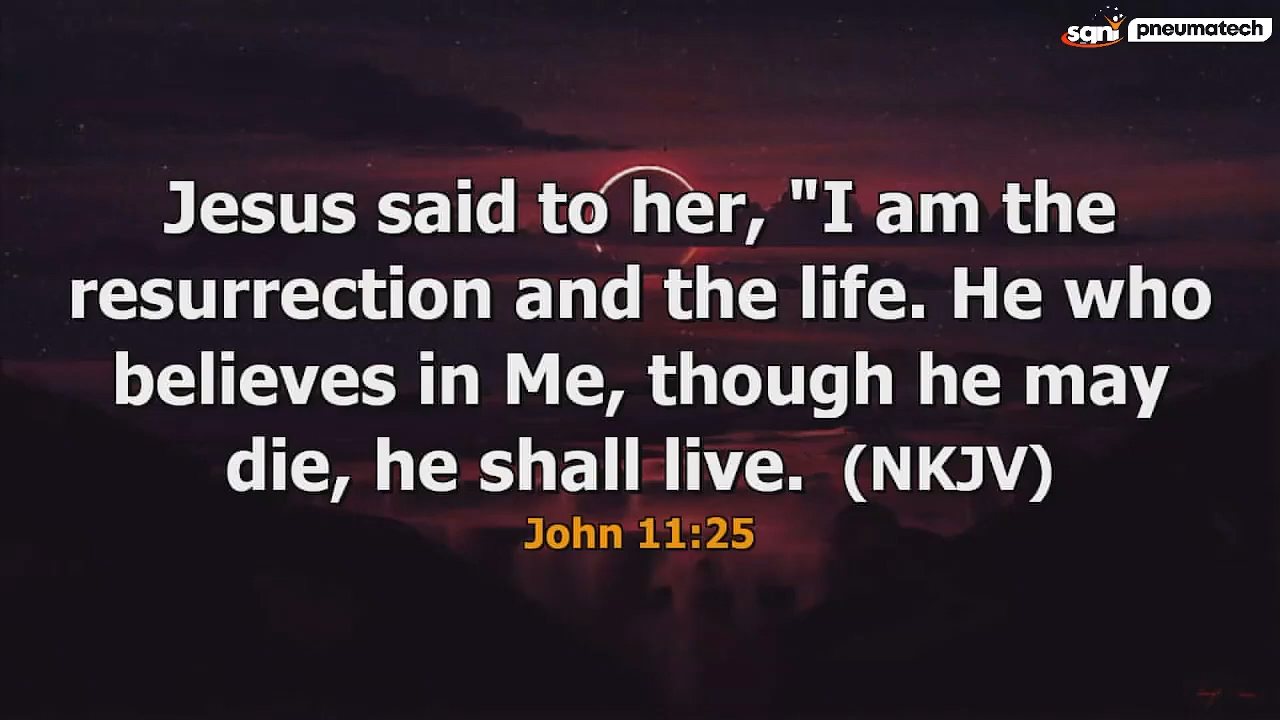 sqni pneumatech
Jesus said to her, "I am the
resurrection and the life. He who
believes in Me, though he may
die, he shall live.  (NKJV)
John 11:25